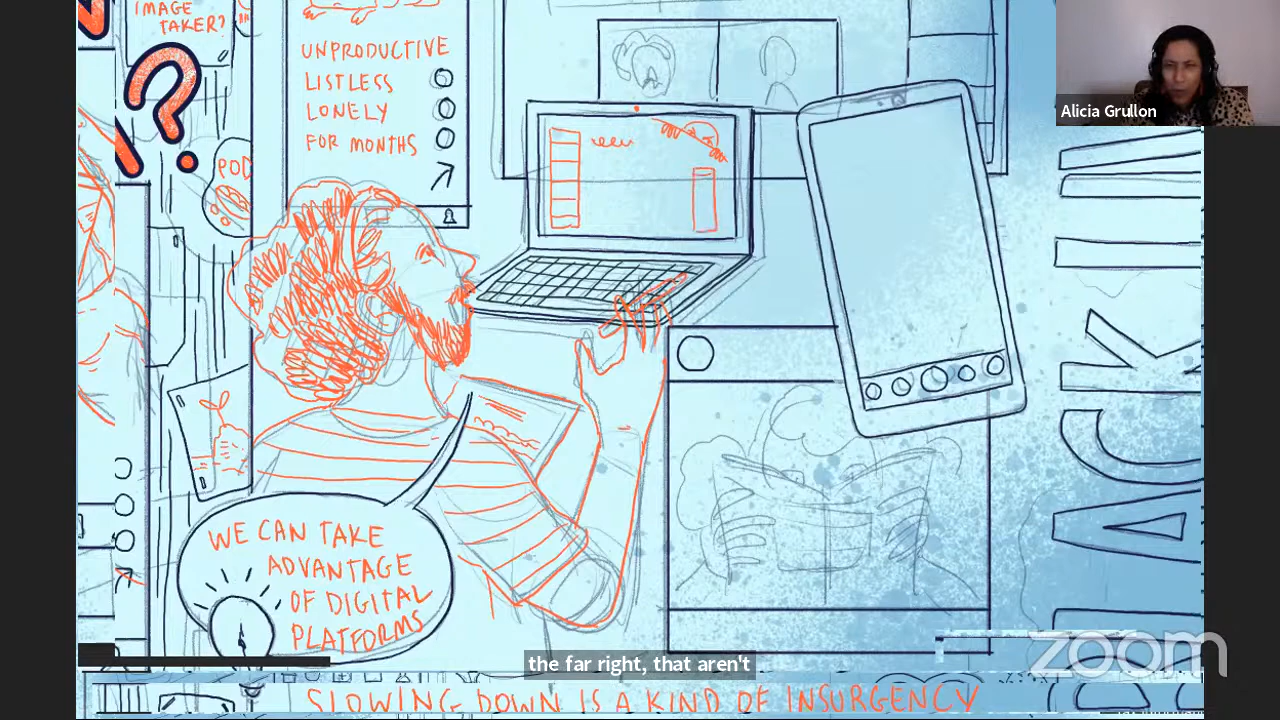 IMAGE
TAKER?
?
UNPRODUCTIVE
LISTLESS
LONELY
FOR MONTHS
POD
Alicia Grullon
WE CAN TAKE
ADVANTAGE
OF DIGITAL
PLATFORMS
the far right, that aren't
zoom
SLOWING DOWN IS A KIND OF INSURGENCY